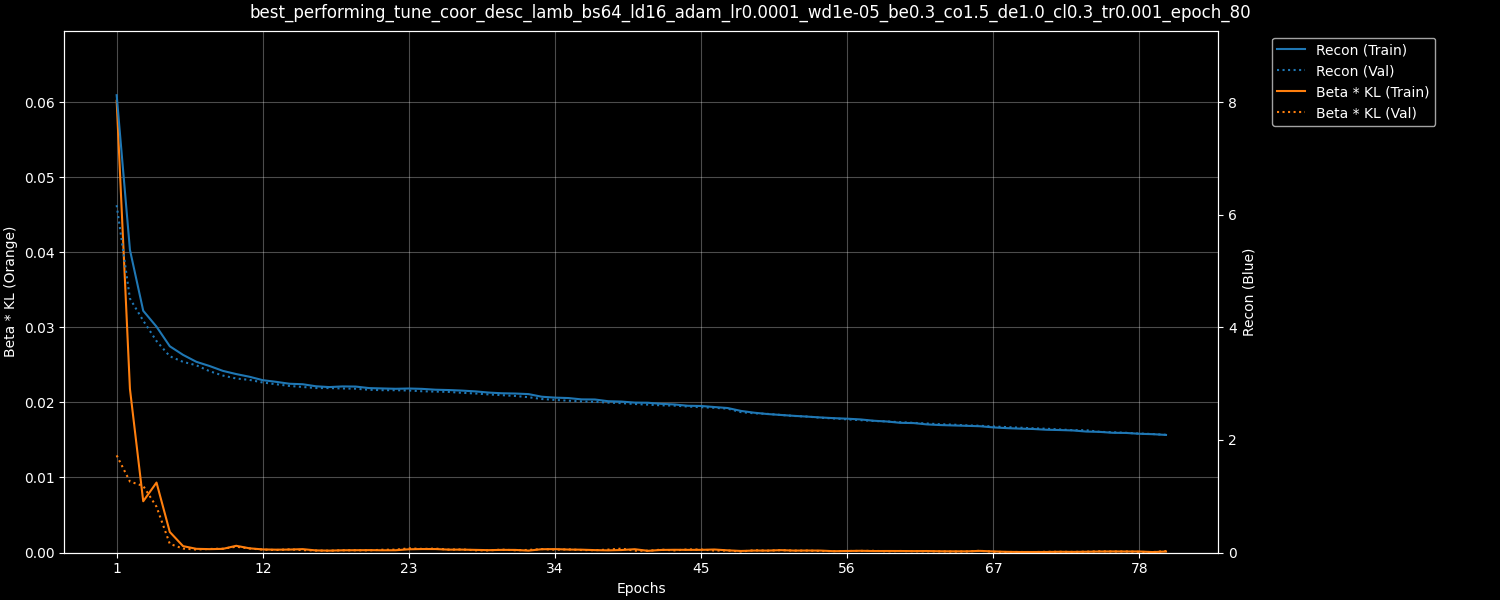 best_performing_tune_coor_desc_lamb_bs64_ld16_adam_lr0.0001_wd1e-05_be0.3_co1.5_de1.0_cl0.3_tr0.001_epoch_80
Recon (Train)
Recon (Val)
Beta * KL (Train)
Beta * KL (Val)
Beta * KL (Orange)
0.06
0.05
0.04
0.03
0.02
0.01
0.00
8
6
4
2
0
Recon (Blue)
1 12 23 34 45 56 67 78
Epochs